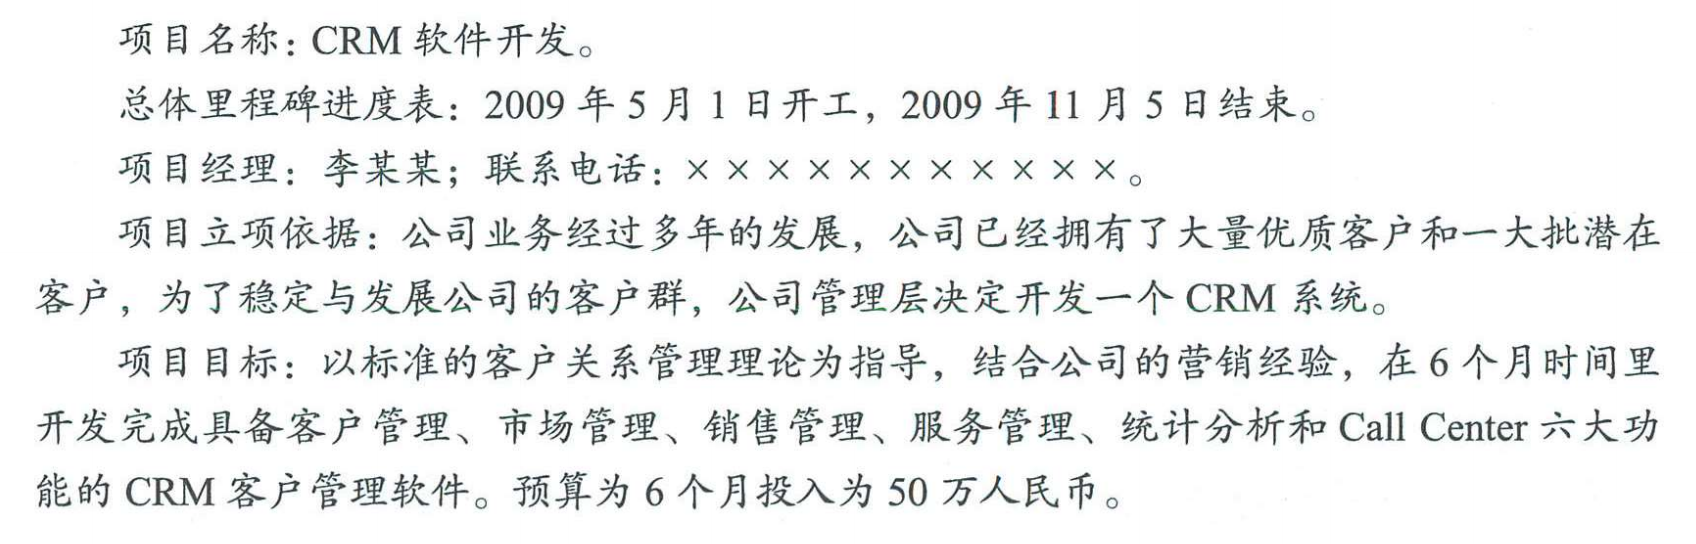 项目名称：CRM 软件开发。
总体里程碑进度表：2009 年 5 月 1 日开工，2009 年 11 月 5 日结束。
项目经理：李某某；联系电话：×××××××××××。
项目立项依据：公司业务经过多年的发展，公司已经拥有了大量优质客户和一大批潜在
客户，为了稳定与发展公司的客户群，公司管理层决定开发一个 CRM 系统。
项目目标：以标准的客户关系管理理论为指导，结合公司的营销经验，在 6 个月时间里
开发完成具备客户管理、市场管理、销售管理、服务管理、统计分析和 Call Center 六大功
能的 CRM 客户管理软件。预算为 6 个月投入为 50 万人民币。